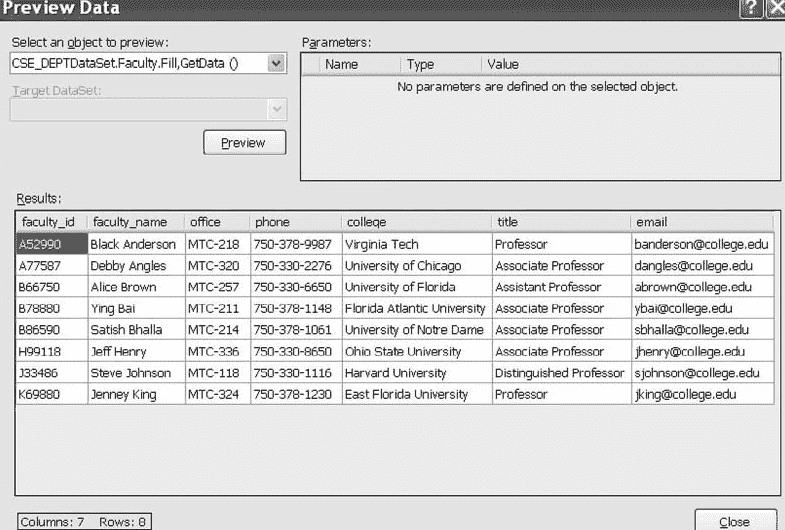 Preview Data
Select an object to preview:
CSE_DEPTDataSet.Faculty.Fill,GetData ()
Target DataSet:
Preview
Parameters:
Name Type Value
No parameters are defined on the selected object.
Results:
faculty_id faculty_name office phone college title email
A52990 Black Anderson MTC-218 750-378-9987 Virginia Tech Professor banderson@college.edu
A77587 Debby Angles MTC-320 750-330-2276 University of Chicago Associate Professor dangles@college.edu
B66750 Alice Brown MTC-257 750-330-6650 University of Florida Assistant Professor abrown@college.edu
B78880 Ying Bai MTC-211 750-378-1148 Florida Atlantic University Associate Professor ybai@college.edu
B86590 Satish Bhalla MTC-214 750-378-1061 University of Notre Dame Associate Professor sbhalla@college.edu
H99118 Jeff Henry MTC-336 750-330-8650 Ohio State University Associate Professor jhenry@college.edu
J33486 Steve Johnson MTC-118 750-330-1116 Harvard University Distinguished Professor sjohnson@college.edu
K69880 Jenney King MTC-324 750-378-1230 East Florida University Professor jking@college.edu
Columns: 7 Rows: 8
Close